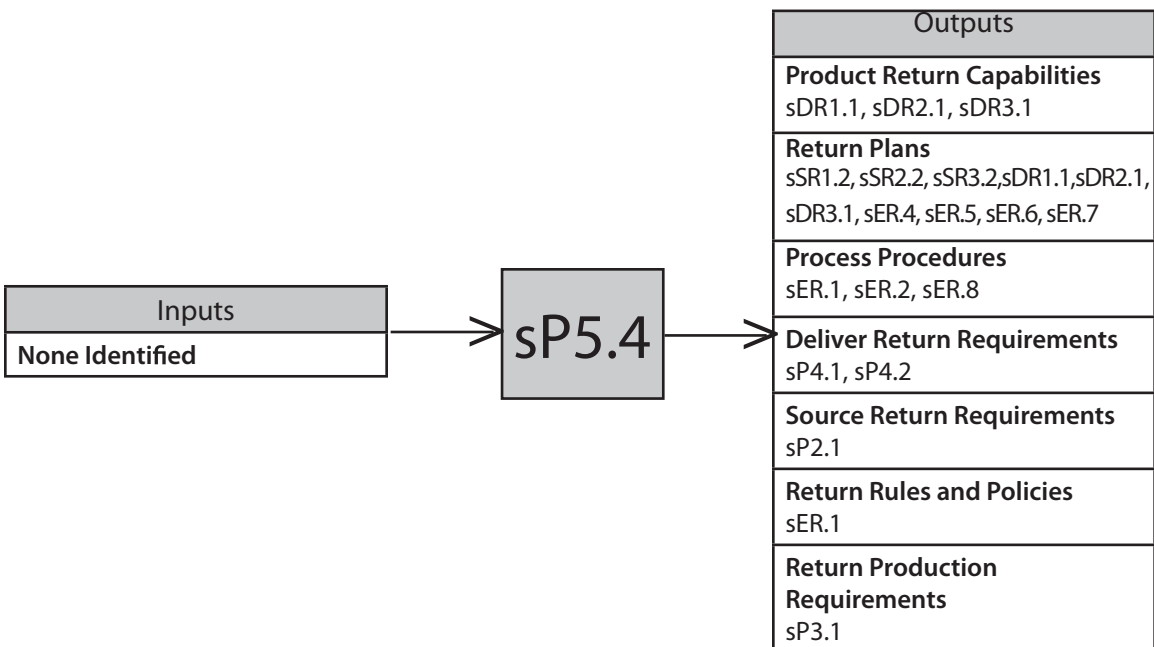 Inputs
None Identified
sP5.4
Outputs
Product Return Capabilities
sDR1.1, sDR2.1, sDR3.1
Return Plans
sSR1.2, sSR2.2, sSR3.2,sDR1.1,sDR2.1,
sDR3.1, sER.4, sER.5, sER.6, sER.7
Process Procedures
sER.1, sER.2, sER.8
Deliver Return Requirements
sP4.1, sP4.2
Source Return Requirements
sP2.1
Return Rules and Policies
sER.1
Return Production
Requirements
sP3.1